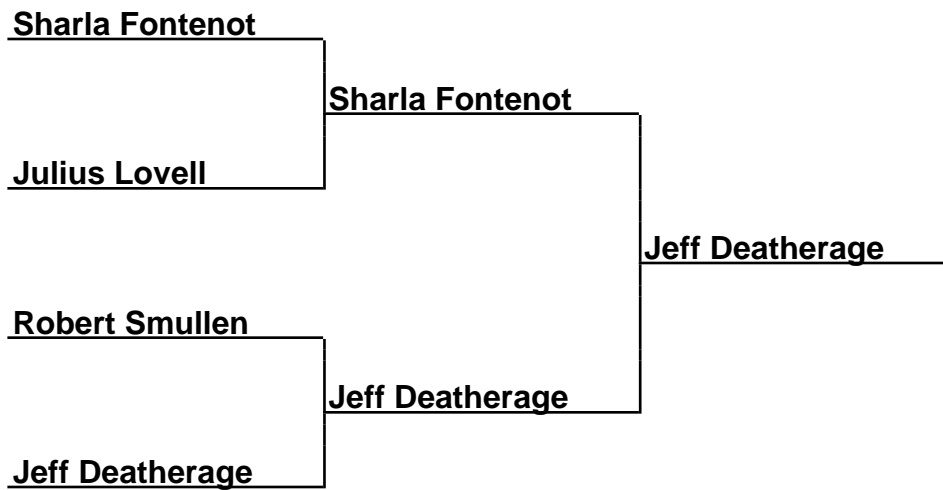 Sharla Fontenot
Sharla Fontenot
Julius Lovell
Jeff Deatherage
Robert Smullen
Jeff Deatherage
Jeff Deatherage